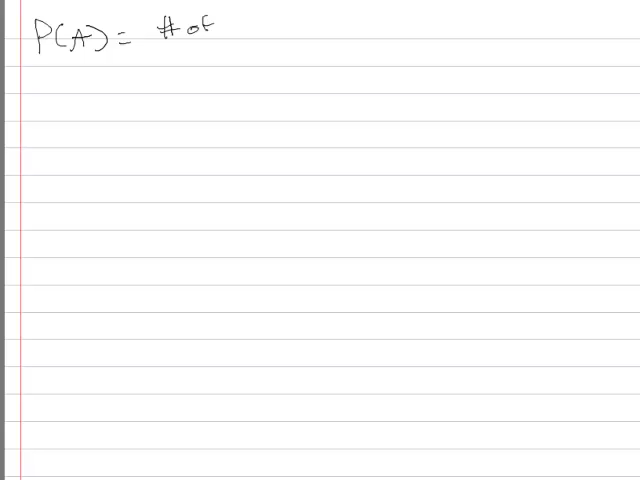 P(A) = # of